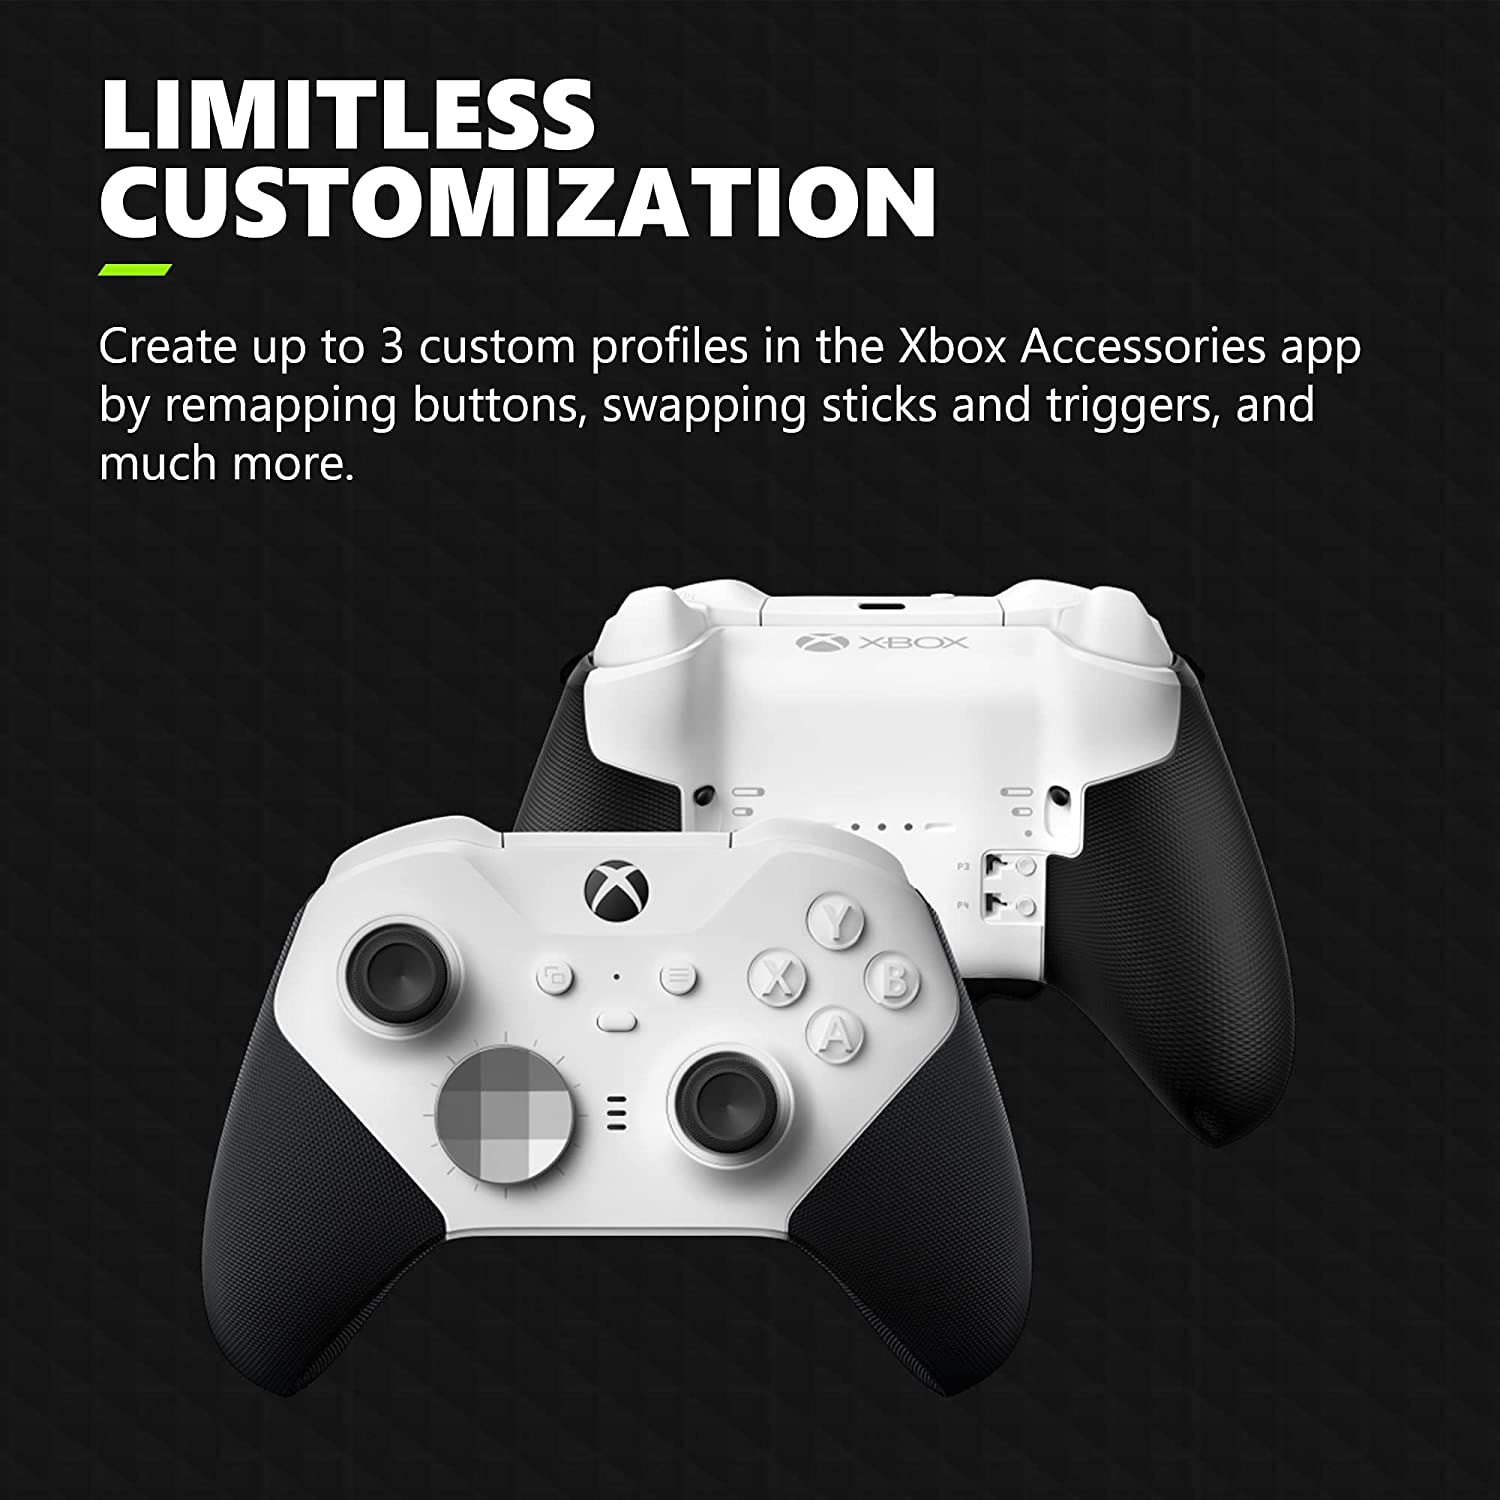 LIMITLESS
CUSTOMIZATION
Create up to 3 custom profiles in the Xbox Accessories app
by remapping buttons, swapping sticks and triggers, and
much more.
XBOX
P3
P4
Y
X
B
A